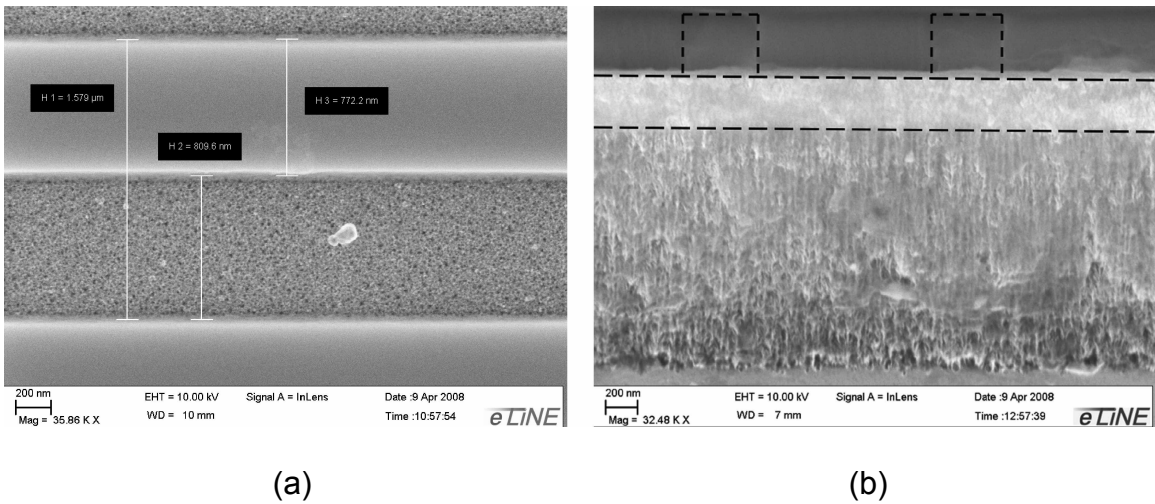 H 1 = 1.579 µm
H 3 = 772.2 nm
H 2 = 809.6 nm
200 nm
Mag = 35.86 K X
EHT = 10.00 kV
WD = 10 mm
Signal A = InLens
Date :9 Apr 2008
Time :10:57:54
eLiNE
200 nm
Mag = 32.48 K X
EHT = 10.00 kV
WD = 7 mm
Signal A = InLens
Date :9 Apr 2008
Time :12:57:39
eLiNE
(a)
(b)